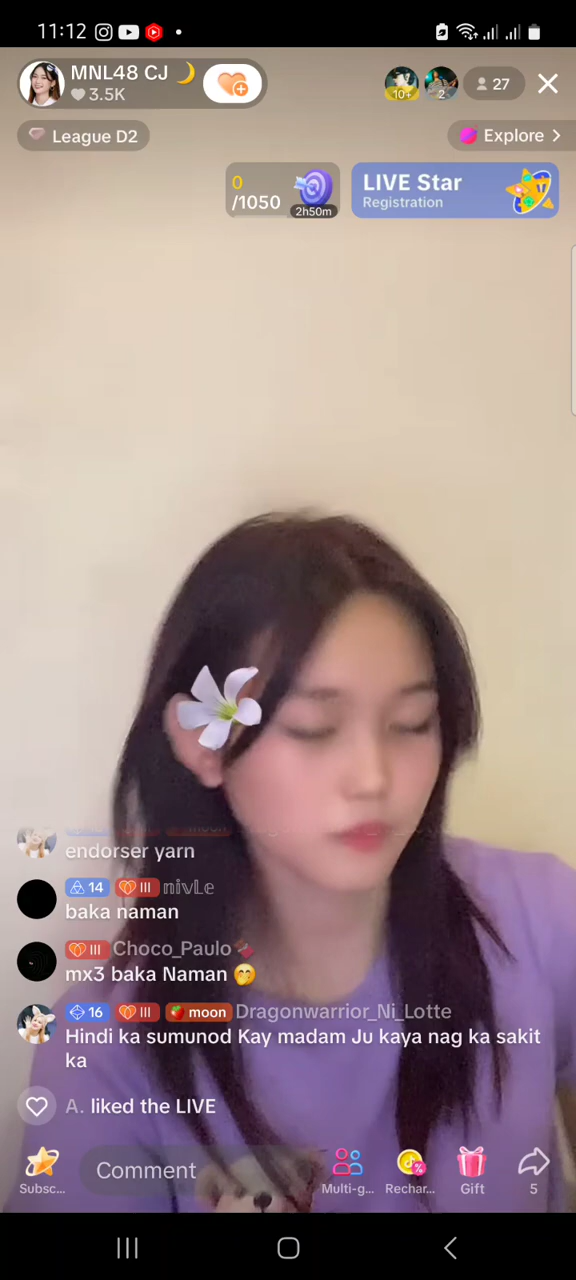 11:12
MNL48 CJ 🌙
3.5K
10+
2
27
League D2
Explore
0
/1050
2h50m
LIVE Star
Registration
endorser yarn
14 III 𝕟𝕚𝕧𝕃𝕖
baka naman
III Choco_Paulo🍫
mx3 baka Naman 🤭
16 III moon Dragonwarrior_Ni_Lotte
Hindi ka sumunod Kay madam Ju kaya nag ka sakit
ka
A. liked the LIVE
Comment
Subsc...
Multi-g...
Rechar...
Gift
5